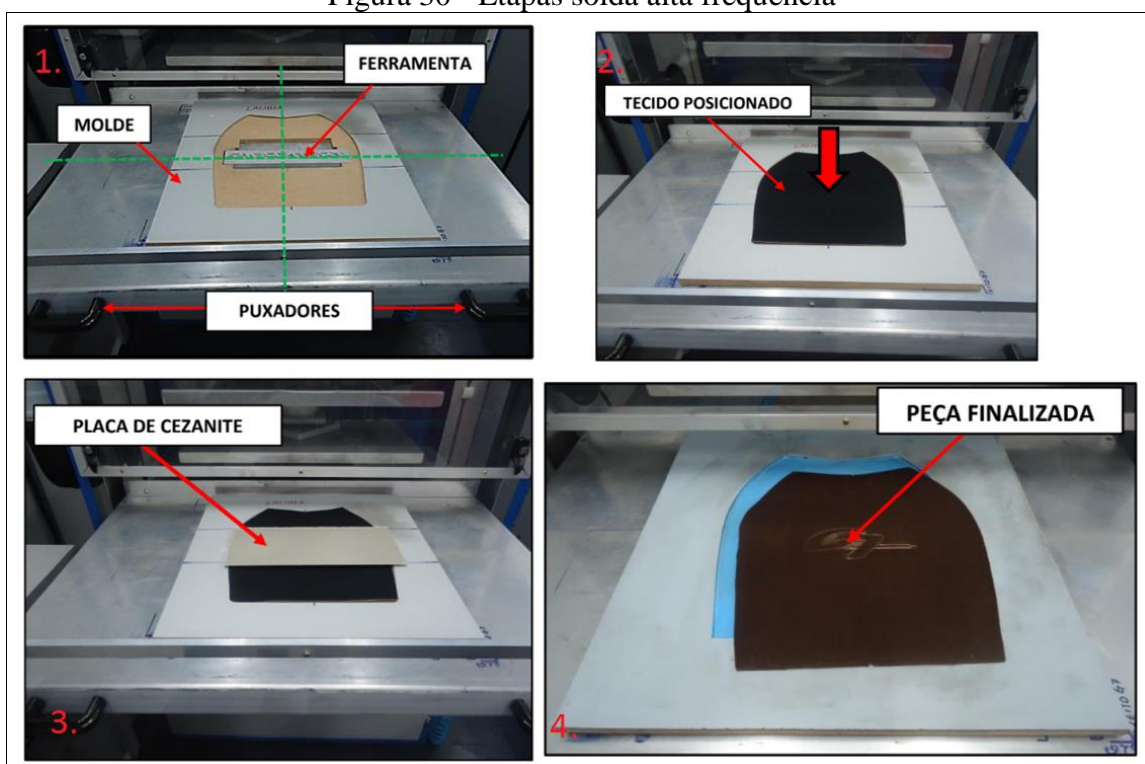 Figura 30 - Etapas solda alta frequência
1.
FERRAMENTA
MOLDE
PUXADORES
2.
TECIDO POSICIONADO
3.
PLACA DE CEZANITE
4.
PEÇA FINALIZADA